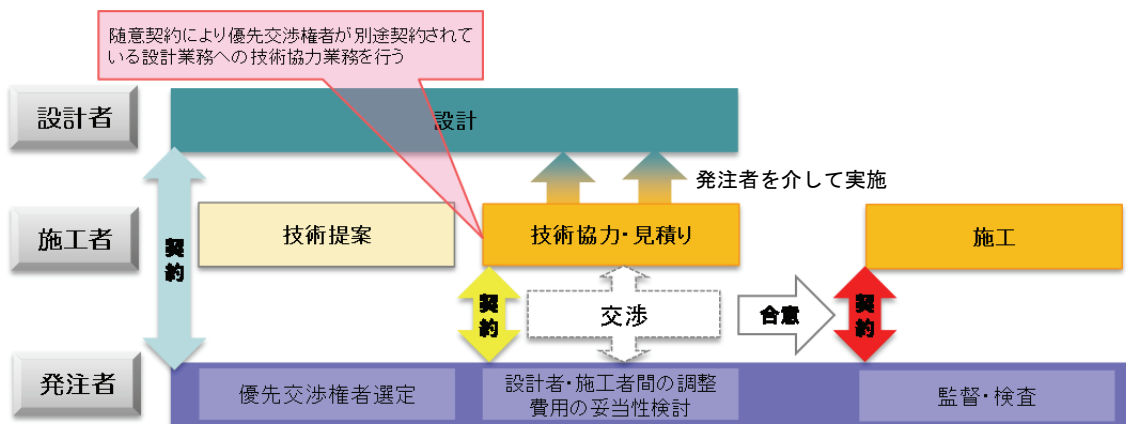 随意契約により優先交渉権者が別途契約されて
いる設計業務への技術協力業務を行う
設計者
設計
発注者を介して実施
施工者
技術提案
技術協力・見積り
施工
契約
契約
交渉
合意
契約
発注者
優先交渉権者選定
設計者・施工者間の調整
費用の妥当性検討
監督・検査